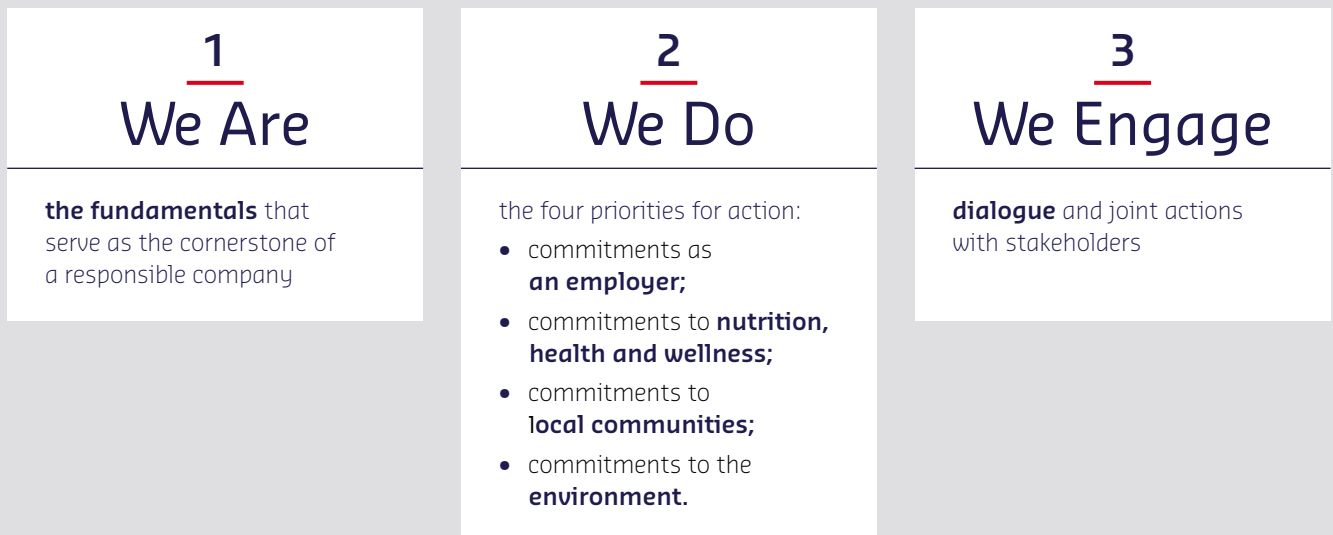 1
We Are
the fundamentals that
serve as the cornerstone of
a responsible company
2
We Do
the four priorities for action:
• commitments as
an employer;
• commitments to nutrition,
health and wellness;
• commitments to
local communities;
• commitments to the
environment.
3
We Engage
dialogue and joint actions
with stakeholders